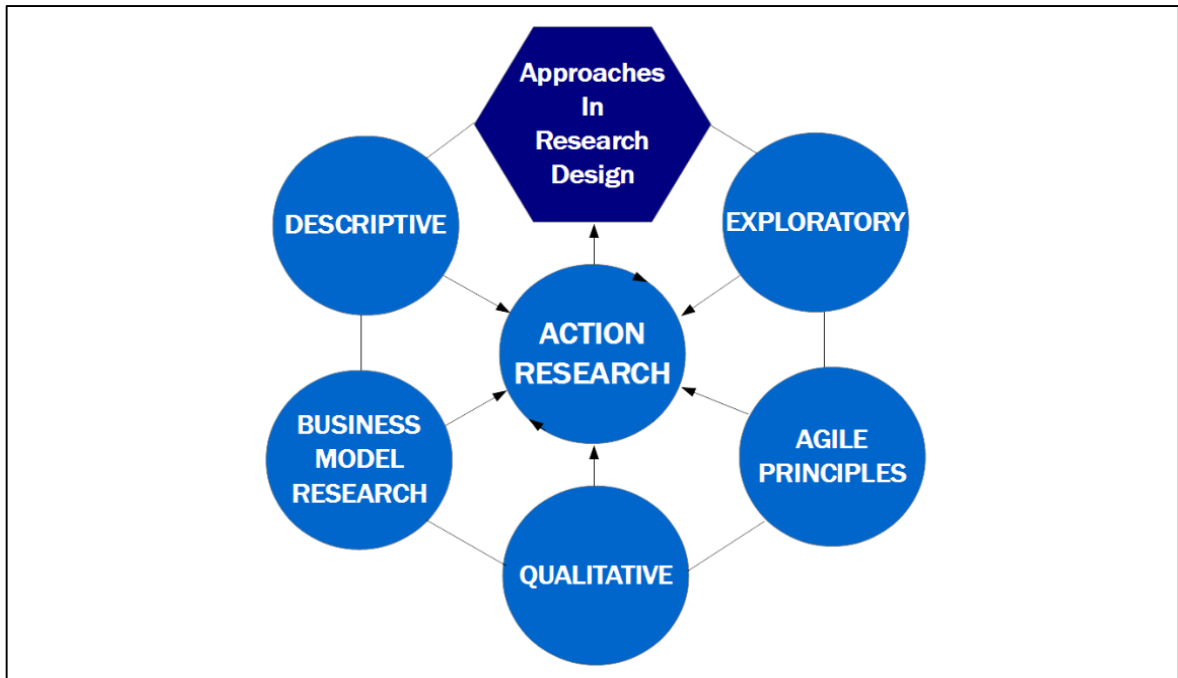 Approaches
In
Research
Design
DESCRIPTIVE
EXPLORATORY
ACTION
RESEARCH
BUSINESS
MODEL
RESEARCH
AGILE
PRINCIPLES
QUALITATIVE